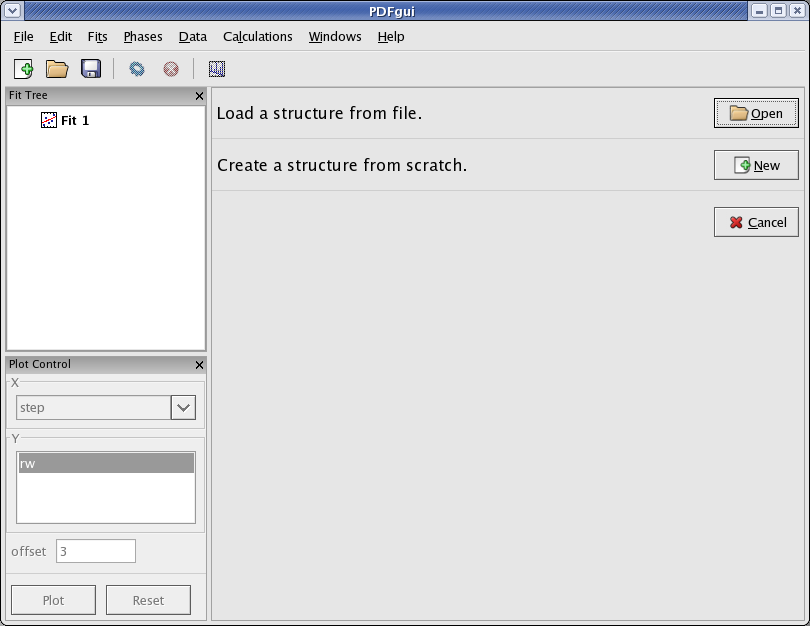 PDFgui
File Edit Fits Phases Data Calculations Windows Help
Fit Tree
Fit 1
Load a structure from file.
Open
Create a structure from scratch.
New
Cancel
Plot Control
X
step
Y
rw
offset 3
Plot Reset